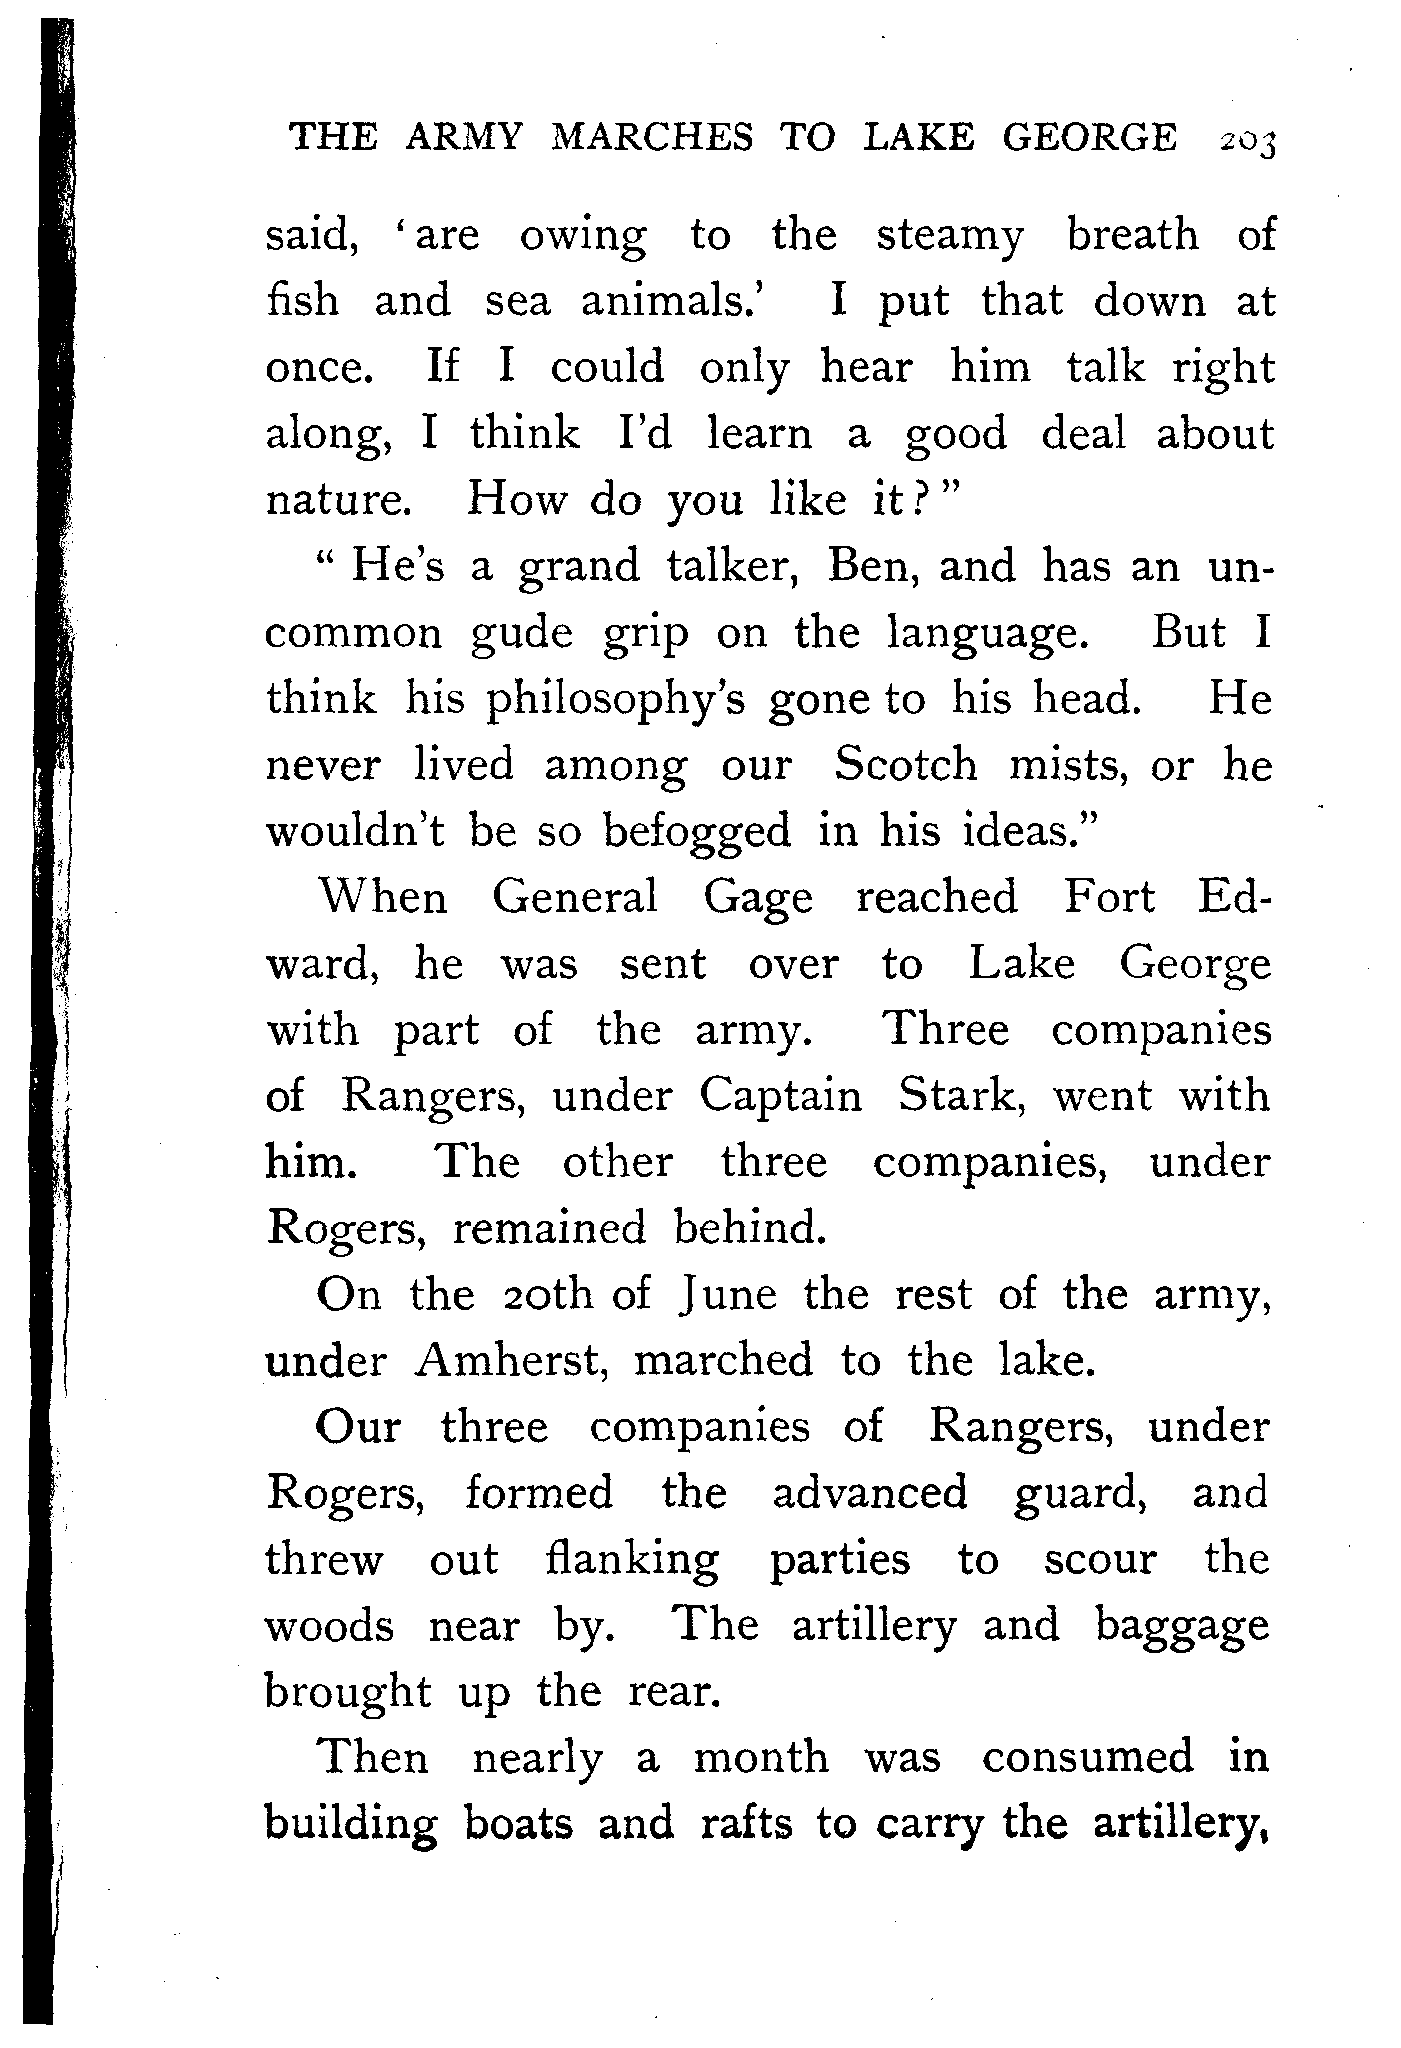 THE ARMY MARCHES TO LAKE GEORGE 203
said, ‘are owing to the steamy breath of
fish and sea animals.’ I put that down at
once. If I could only hear him talk right
along, I think I’d learn a good deal about
nature. How do you like it?”
“He’s a grand talker, Ben, and has an un-
common gude grip on the language. But I
think his philosophy’s gone to his head. He
never lived among our Scotch mists, or he
wouldn’t be so befogged in his ideas.”
When General Gage reached Fort Ed-
ward, he was sent over to Lake George
with part of the army. Three companies
of Rangers, under Captain Stark, went with
him. The other three companies, under
Rogers, remained behind.
On the 20th of June the rest of the army,
under Amherst, marched to the lake.
Our three companies of Rangers, under
Rogers, formed the advanced guard, and
threw out flanking parties to scour the
woods near by. The artillery and baggage
brought up the rear.
Then nearly a month was consumed in
building boats and rafts to carry the artillery,